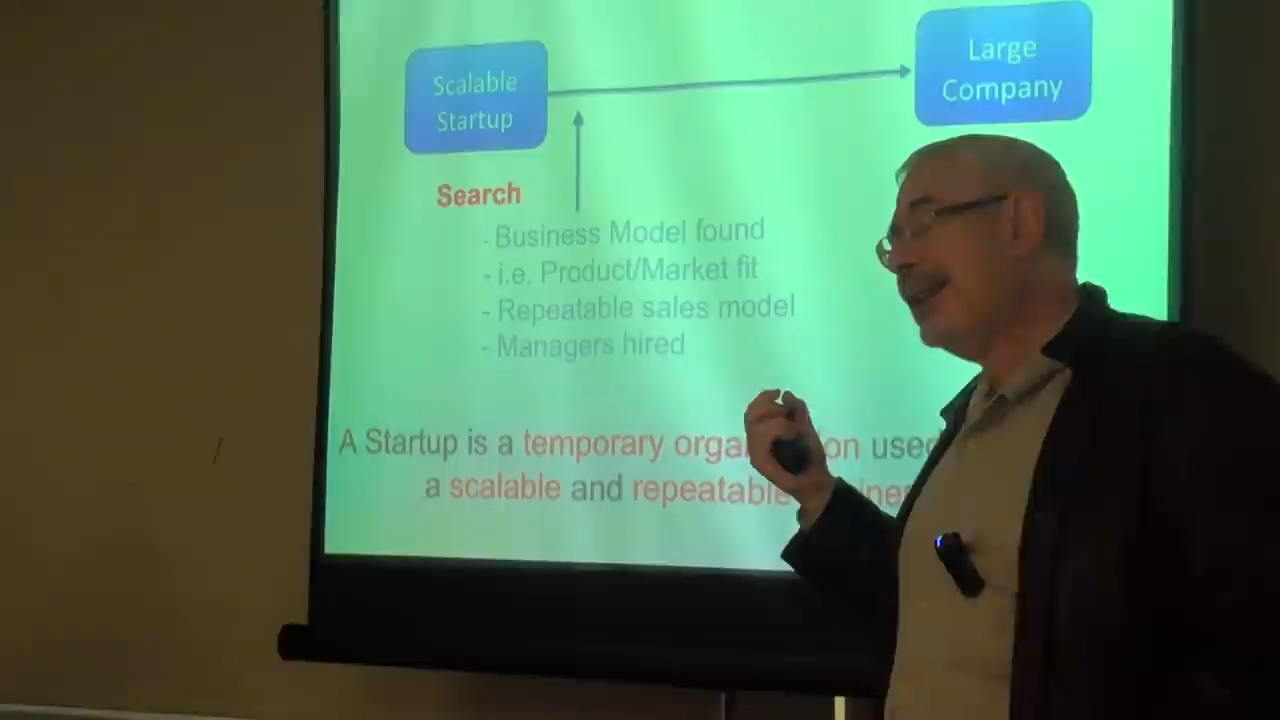 Scalable
Startup
Large
Company
Search
- Business Model found
- i.e. Product/Market fit
- Repeatable sales model
- Managers hired
A Startup is a temporary used
a scalable and repeatable